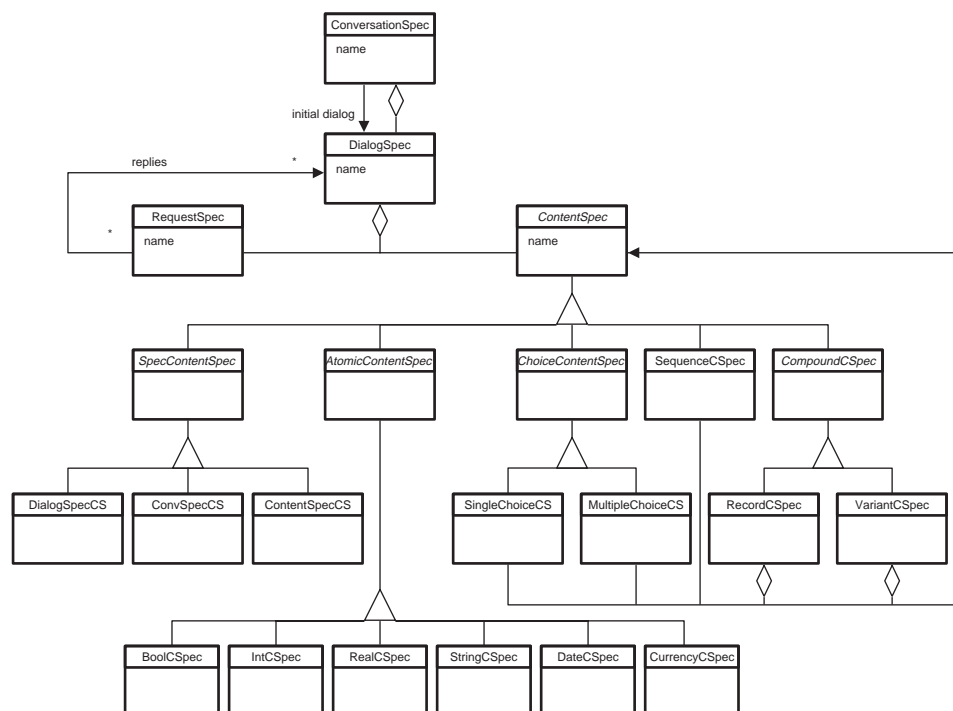 ConversationSpec
name
initial dialog
DialogSpec
name
replies
*
*
RequestSpec
name
ContentSpec
name
SpecContentSpec
AtomicContentSpec
ChoiceContentSpec
SequenceCSpec
CompoundCSpec
DialogSpecCS
ConvSpecCS
ContentSpecCS
SingleChoiceCS
MultipleChoiceCS
RecordCSpec
VariantCSpec
BoolCSpec
IntCSpec
RealCSpec
StringCSpec
DateCSpec
CurrencyCSpec